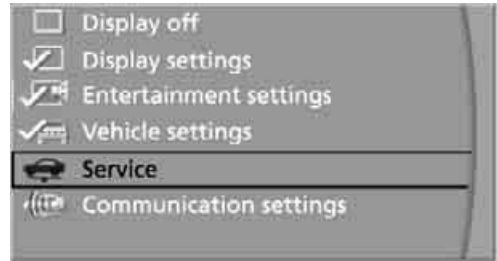 Display off
Display settings
Entertainment settings
Vehicle settings
Service
Communication settings